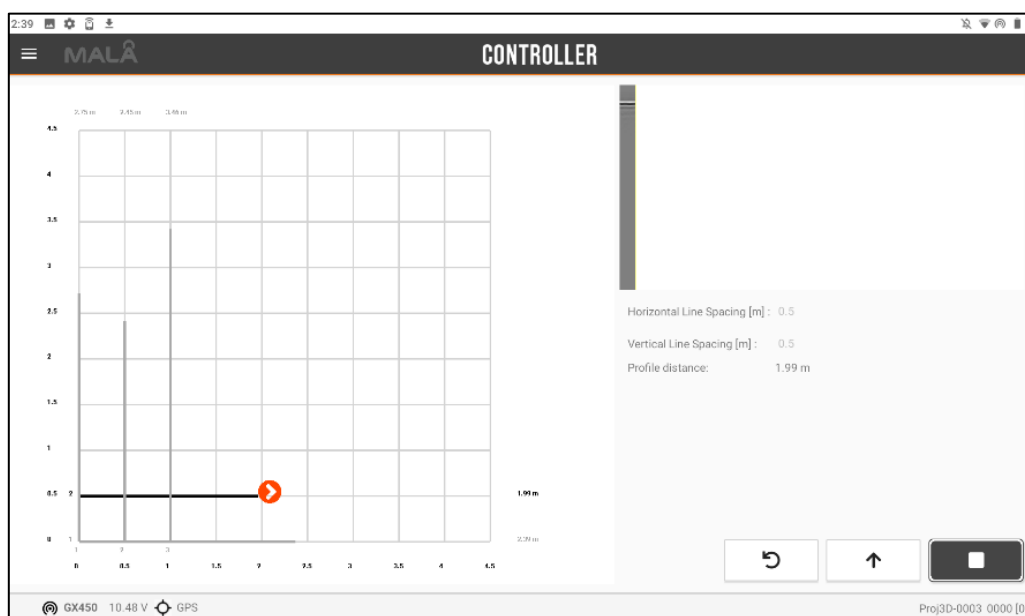 2:39
MALÅ
CONTROLLER
2.75 m 2.45 m 3.46 m
4.5
4
3.5
3
2.5
2
1.5
1
0.5 2 1.99 m
0 1 2.39 m
1 2 3
0 0.5 1 1.5 2 2.5 3 3.5 4 4.5
Horizontal Line Spacing [m] : 0.5
Vertical Line Spacing [m] : 0.5
Profile distance: 1.99 m
GX450 10.48 V GPS Proj3D-0003 0000 [0